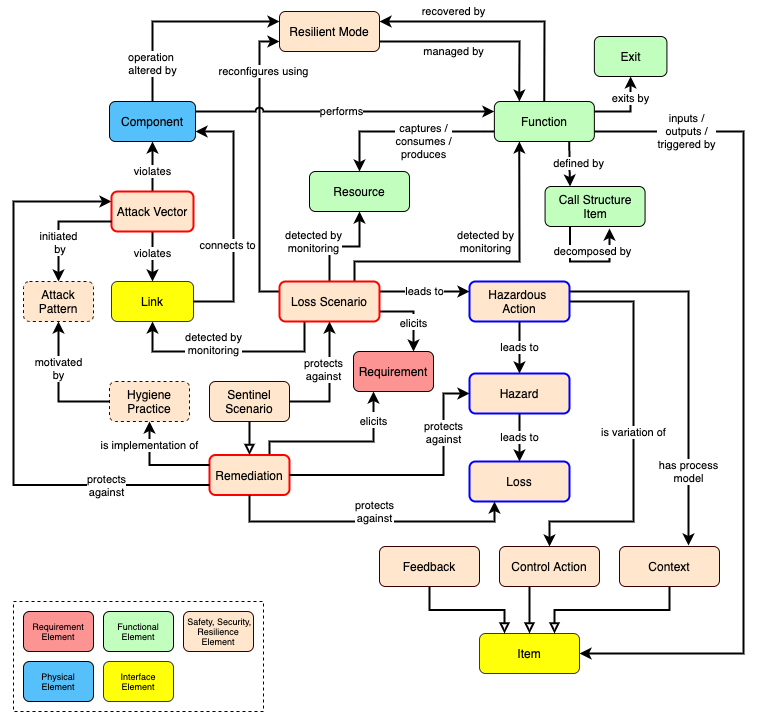 recovered by
Resilient Mode
managed by
Exit
operation
altered by
reconfigures using
exits by
Component
performs
Function
inputs /
outputs /
triggered by
captures /
consumes /
produces
defined by
violates
Resource
Call Structure
Item
Attack Vector
initiated
by
violates
connects to
detected by
monitoring
detected by
monitoring
decomposed by
Attack
Pattern
Link
Loss Scenario
leads to
Hazardous
Action
elicits
detected by
monitoring
leads to
motivated
by
protects
against
Requirement
Hygiene
Practice
Sentinel
Scenario
Hazard
elicits
protects
against
is variation of
is implementation of
leads to
has process
model
protects
against
Remediation
Loss
protects
against
Feedback
Control Action
Context
Item
Requirement
Element
Functional
Element
Safety, Security,
Resilience
Element
Physical
Element
Interface
Element